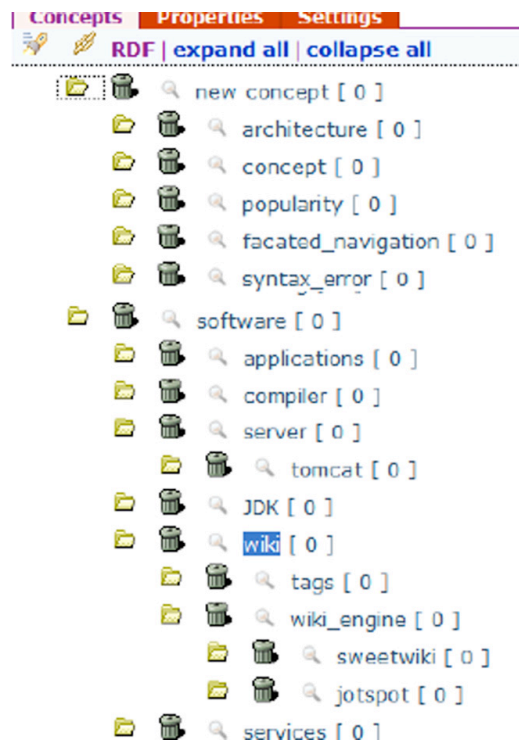 Concepts Properties Settings
RDF | expand all | collapse all
new concept [ 0 ]
architecture [ 0 ]
concept [ 0 ]
popularity [ 0 ]
facated_navigation [ 0 ]
syntax_error [ 0 ]
software [ 0 ]
applications [ 0 ]
compiler [ 0 ]
server [ 0 ]
tomcat [ 0 ]
JDK [ 0 ]
wiki [ 0 ]
tags [ 0 ]
wiki_engine [ 0 ]
sweetwiki [ 0 ]
jotspot [ 0 ]
services [ 0 ]